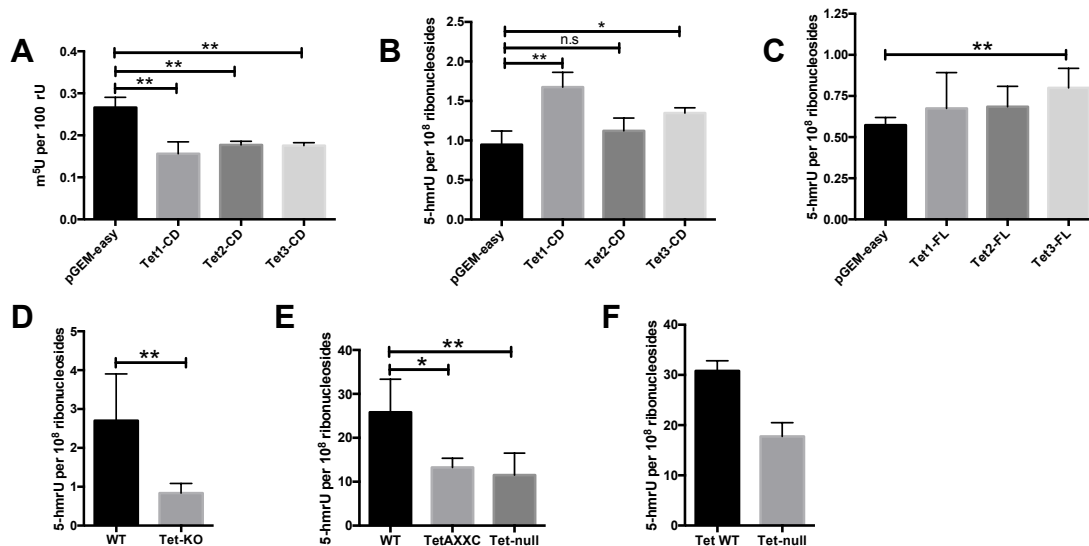 A
m⁵U per 100 rU
0.4
0.3
0.2
0.1
0.0
**
**
**
pGEM-easy
Tet1-CD
Tet2-CD
Tet3-CD
B
5-hmrU per 10⁸ ribonucleosides
2.5
2.0
1.5
1.0
0.5
0.0
*
n.s
**
pGEM-easy
Tet1-CD
Tet2-CD
Tet3-CD
C
5-hmrU per 10⁸ ribonucleosides
1.25
1.00
0.75
0.50
0.25
0.00
**
pGEM-easy
Tet1-FL
Tet2-FL
Tet3-FL
D
5-hmrU per 10⁸ ribonucleosides
5
4
3
2
1
0
**
WT
Tet-KO
E
5-hmrU per 10⁸ ribonucleosides
40
30
20
10
0
**
*
WT
TetAXXC
Tet-null
F
5-hmrU per 10⁸ ribonucleosides
40
30
20
10
0
Tet WT
Tet-null